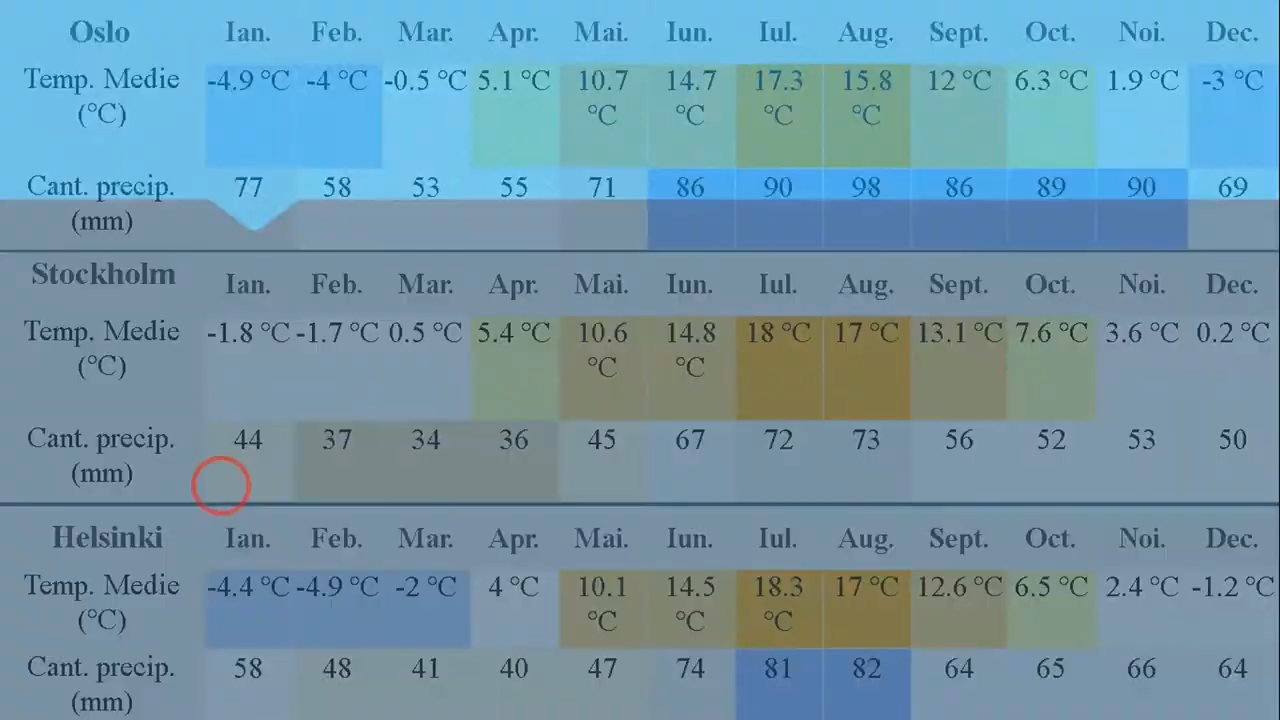 Oslo Ian. Feb. Mar. Apr. Mai. Iun. Iul. Aug. Sept. Oct. Noi. Dec.
Temp. Medie -4.9 °C -4 °C -0.5 °C 5.1 °C 10.7 14.7 17.3 15.8 12 °C 6.3 °C 1.9 °C -3 °C
(°C) °C °C °C °C
Cant. precip. 77 58 53 55 71 86 90 98 86 89 90 69
(mm)
Stockholm Ian. Feb. Mar. Apr. Mai. Iun. Iul. Aug. Sept. Oct. Noi. Dec.
Temp. Medie -1.8 °C -1.7 °C 0.5 °C 5.4 °C 10.6 14.8 18 °C 17 °C 13.1 °C 7.6 °C 3.6 °C 0.2 °C
(°C) °C °C
Cant. precip. 44 37 34 36 45 67 72 73 56 52 53 50
(mm)
Helsinki Ian. Feb. Mar. Apr. Mai. Iun. Iul. Aug. Sept. Oct. Noi. Dec.
Temp. Medie -4.4 °C -4.9 °C -2 °C 4 °C 10.1 14.5 18.3 17 °C 12.6 °C 6.5 °C 2.4 °C -1.2 °C
(°C) °C °C °C
Cant. precip. 58 48 41 40 47 74 81 82 64 65 66 64
(mm)